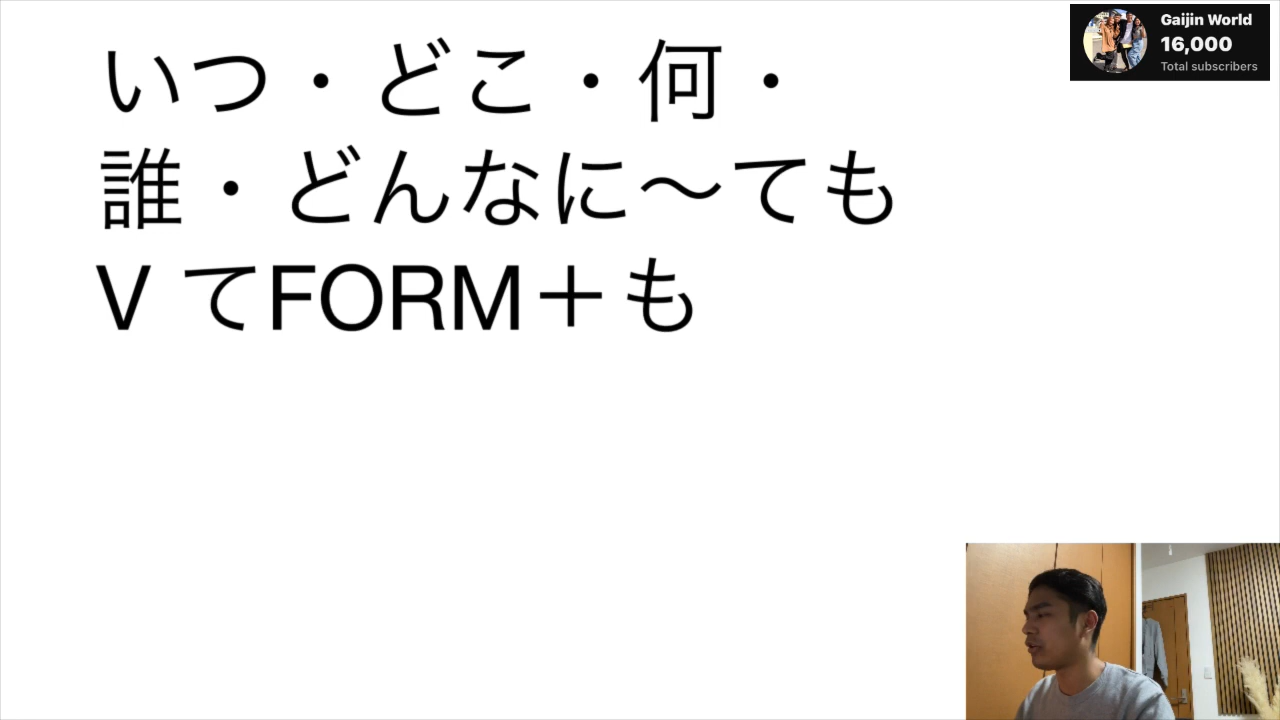 いつ・どこ・何・
誰・どんなに〜ても
V てFORM＋も
Gaijin World
16,000
Total subscribers